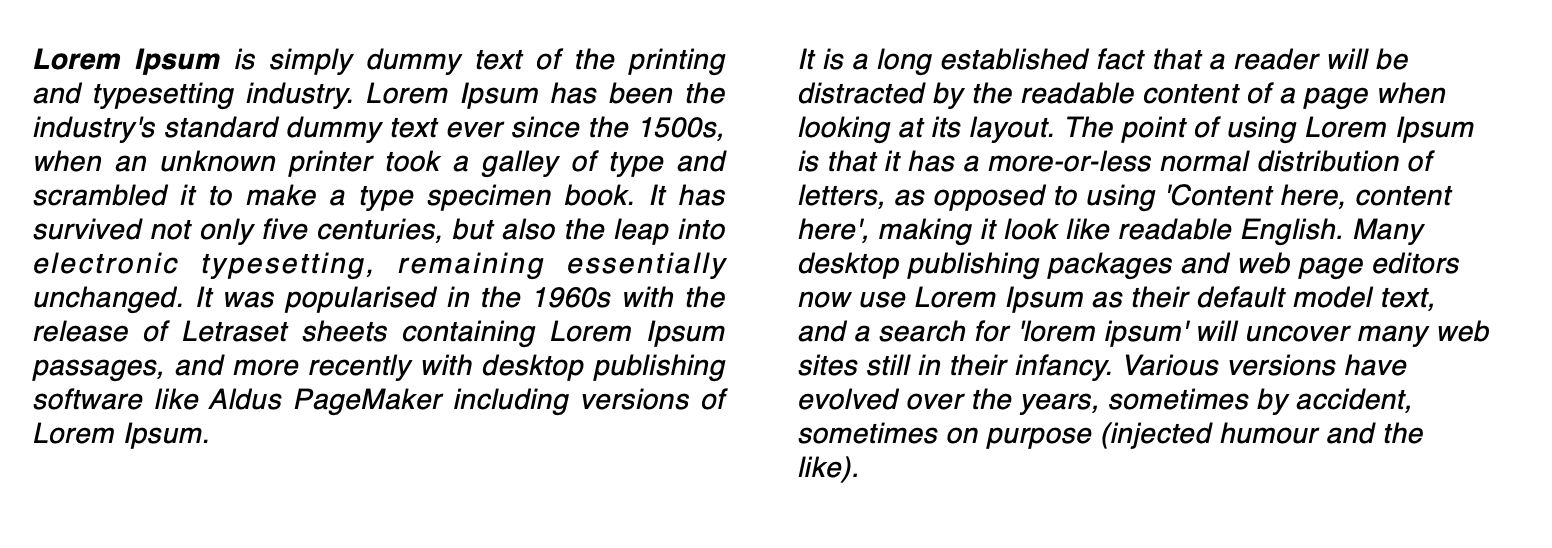 Lorem Ipsum is simply dummy text of the printing
and typesetting industry. Lorem Ipsum has been the
industry's standard dummy text ever since the 1500s,
when an unknown printer took a galley of type and
scrambled it to make a type specimen book. It has
survived not only five centuries, but also the leap into
electronic typesetting, remaining essentially
unchanged. It was popularised in the 1960s with the
release of Letraset sheets containing Lorem Ipsum
passages, and more recently with desktop publishing
software like Aldus PageMaker including versions of
Lorem Ipsum.
It is a long established fact that a reader will be
distracted by the readable content of a page when
looking at its layout. The point of using Lorem Ipsum
is that it has a more-or-less normal distribution of
letters, as opposed to using 'Content here, content
here', making it look like readable English. Many
desktop publishing packages and web page editors
now use Lorem Ipsum as their default model text,
and a search for 'lorem ipsum' will uncover many web
sites still in their infancy. Various versions have
evolved over the years, sometimes by accident,
sometimes on purpose (injected humour and the
like).